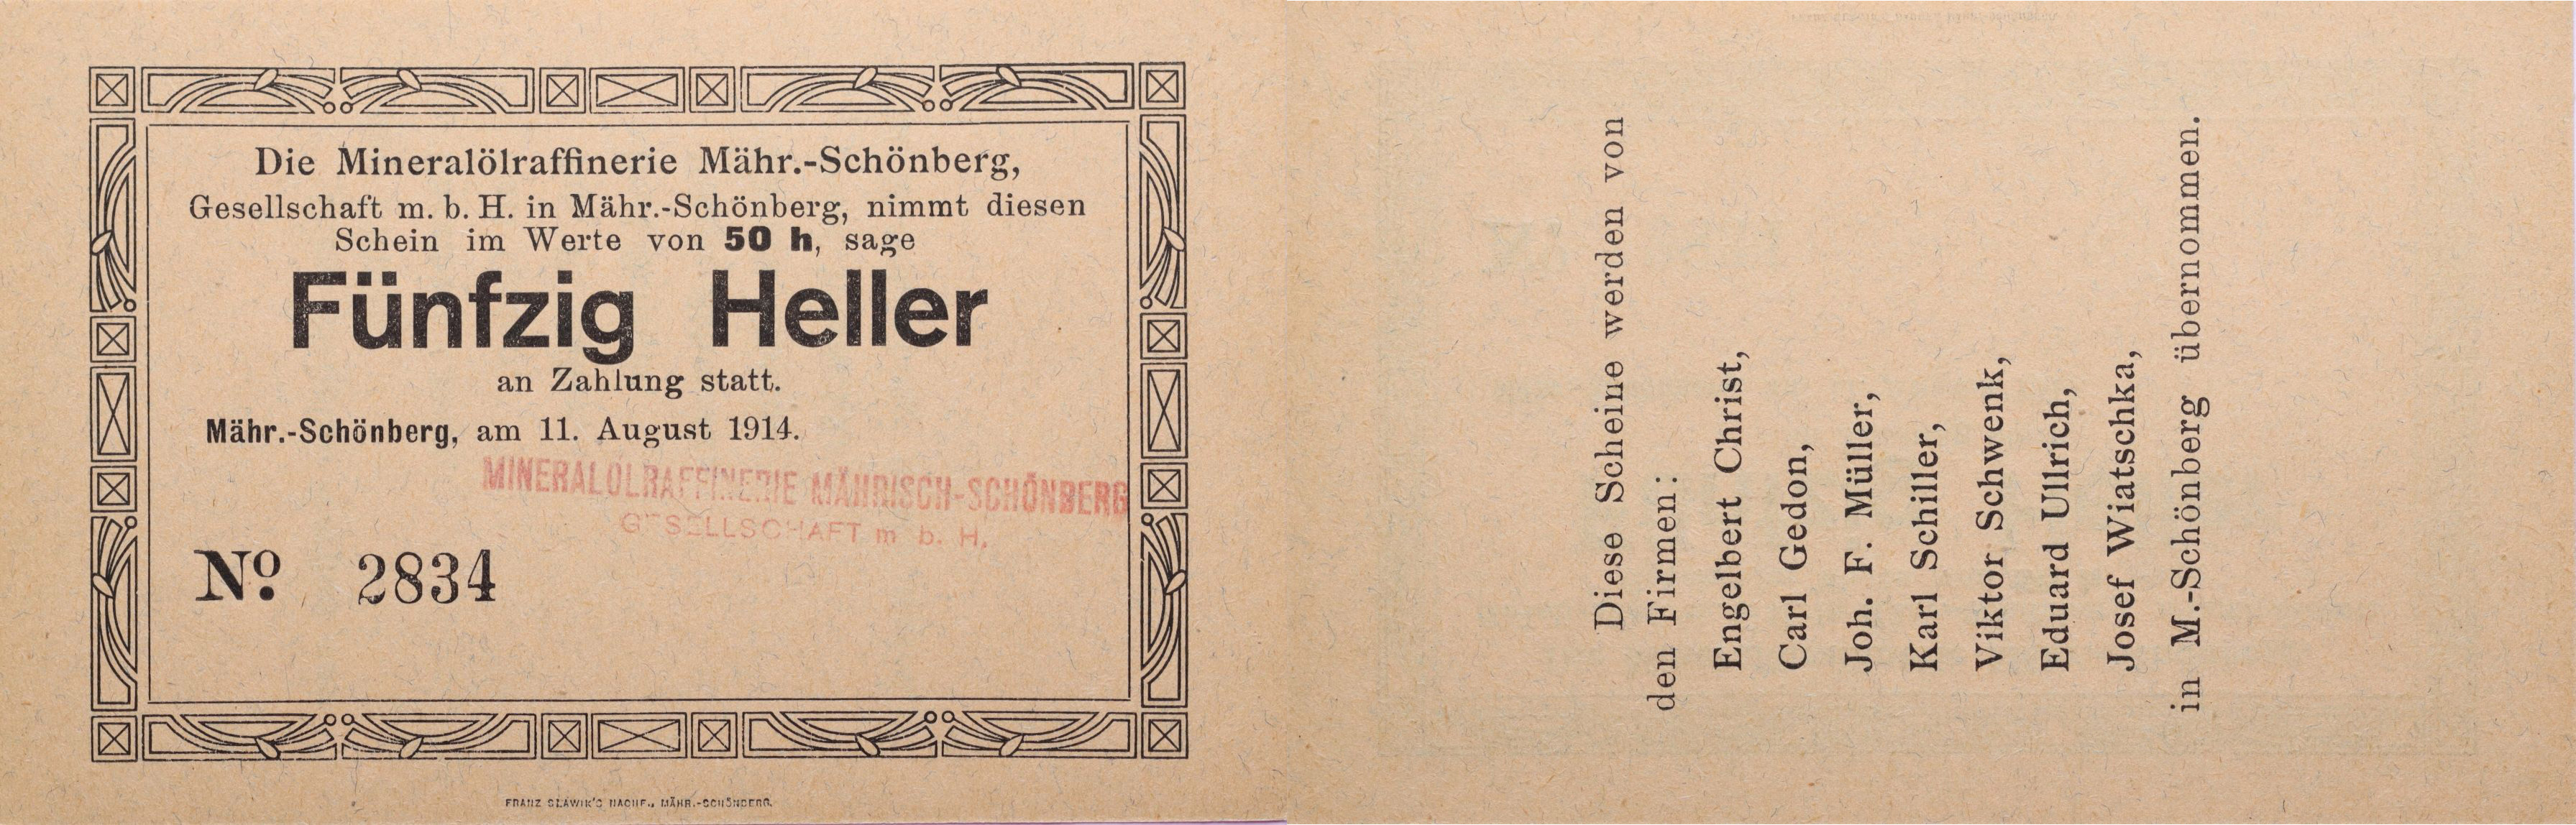 Die Mineralölraffinerie Mähr.-Schönberg,
Gesellschaft m. b. H. in Mähr.-Schönberg, nimmt diesen
Schein im Werte von 50 h, sage
Fünfzig Heller
an Zahlung statt.
Mähr.-Schönberg, am 11. August 1914.
MINERALÖLRAFFINERIE MÄHRISCH-SCHÖNBERG
GESELLSCHAFT m b. H.
No. 2834
FRANZ SLAWIK'S NACHF., MÄHR.-SCHÖNBERG.
Diese Scheine werden von
den Firmen:
Engelbert Christ,
Carl Gedon,
Joh. F. Müller,
Karl Schiller,
Viktor Schwenk,
Eduard Ullrich,
Josef Wiatschka,
in M.-Schönberg übernommen.